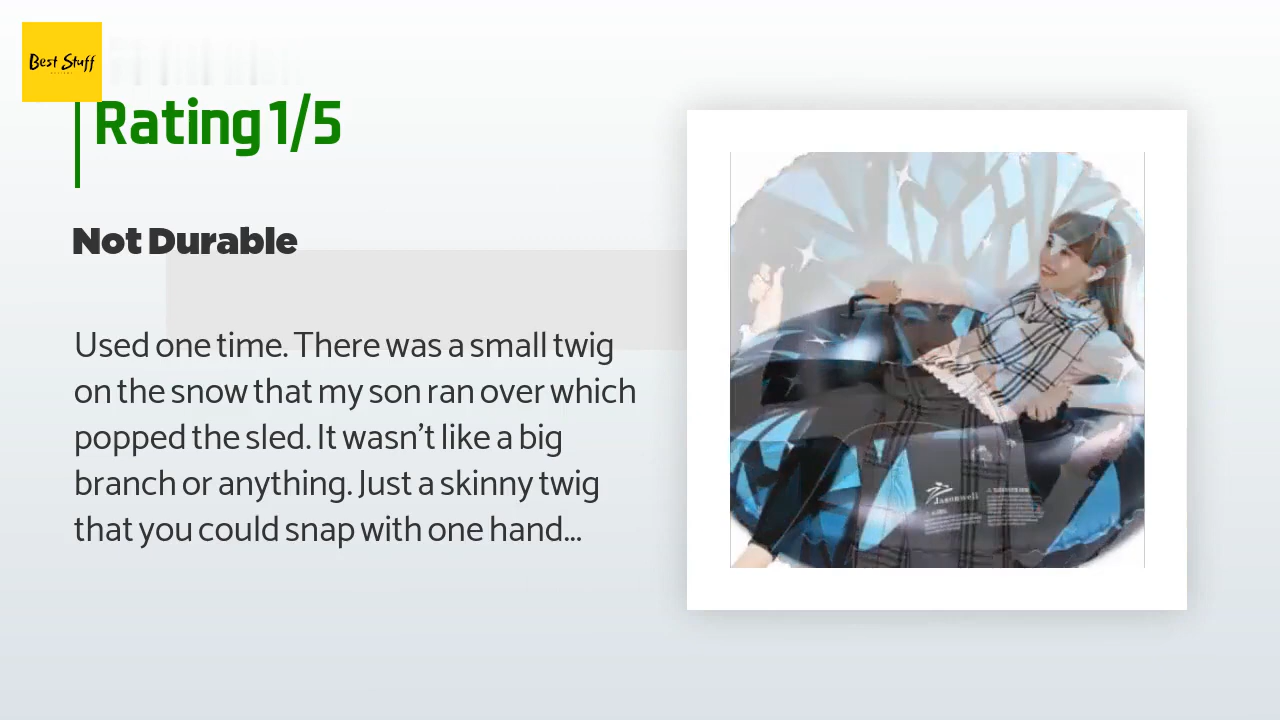 Best Stuff
Rating 1/5
Not Durable
Used one time. There was a small twig
on the snow that my son ran over which
popped the sled. It wasn't like a big
branch or anything. Just a skinny twig
that you could snap with one hand...
Jasonwell